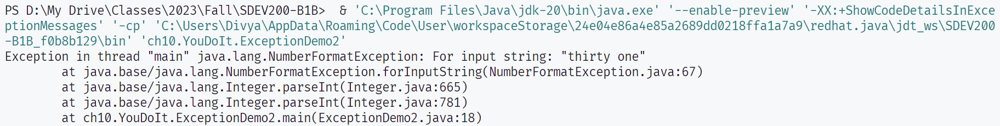 PS D:\My Drive\Classes\2023\Fall\SDEV200-B1B>  & 'C:\Program Files\Java\jdk-20\bin\java.exe' '--enable-preview' '-XX:+ShowCodeDetailsInExce
ptionMessages' '-cp' 'C:\Users\Divya\AppData\Roaming\Code\User\workspaceStorage\24e04e86a4e85a2689dd0218ffa1a7a9\redhat.java\jdt_ws\SDEV200
-B1B_f0b8b129\bin' 'ch10.YouDoIt.ExceptionDemo2'
Exception in thread "main" java.lang.NumberFormatException: For input string: "thirty one"
        at java.base/java.lang.NumberFormatException.forInputString(NumberFormatException.java:67)
        at java.base/java.lang.Integer.parseInt(Integer.java:665)
        at java.base/java.lang.Integer.parseInt(Integer.java:781)
        at ch10.YouDoIt.ExceptionDemo2.main(ExceptionDemo2.java:18)